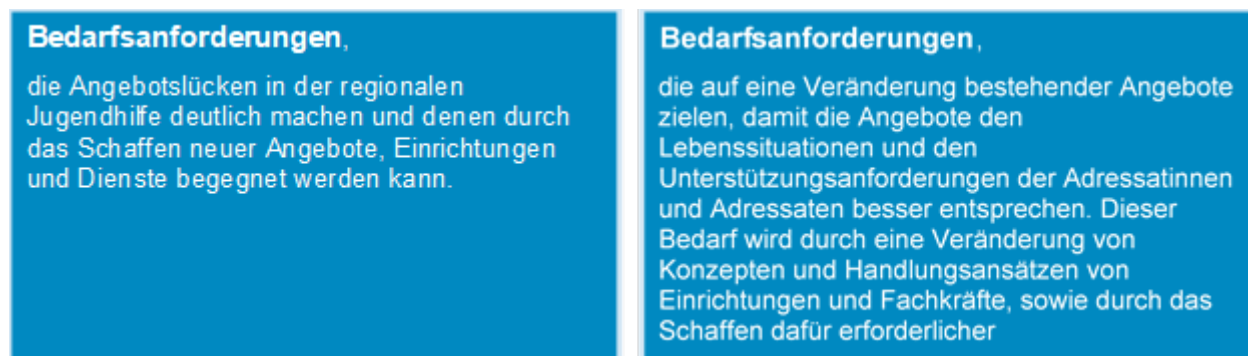 Bedarfsanforderungen,
die Angebotslücken in der regionalen
Jugendhilfe deutlich machen und denen durch
das Schaffen neuer Angebote, Einrichtungen
und Dienste begegnet werden kann.
Bedarfsanforderungen,
die auf eine Veränderung bestehender Angebote
zielen, damit die Angebote den
Lebenssituationen und den
Unterstützungsanforderungen der Adressatinnen
und Adressaten besser entsprechen. Dieser
Bedarf wird durch eine Veränderung von
Konzepten und Handlungsansätzen von
Einrichtungen und Fachkräfte, sowie durch das
Schaffen dafür erforderlicher